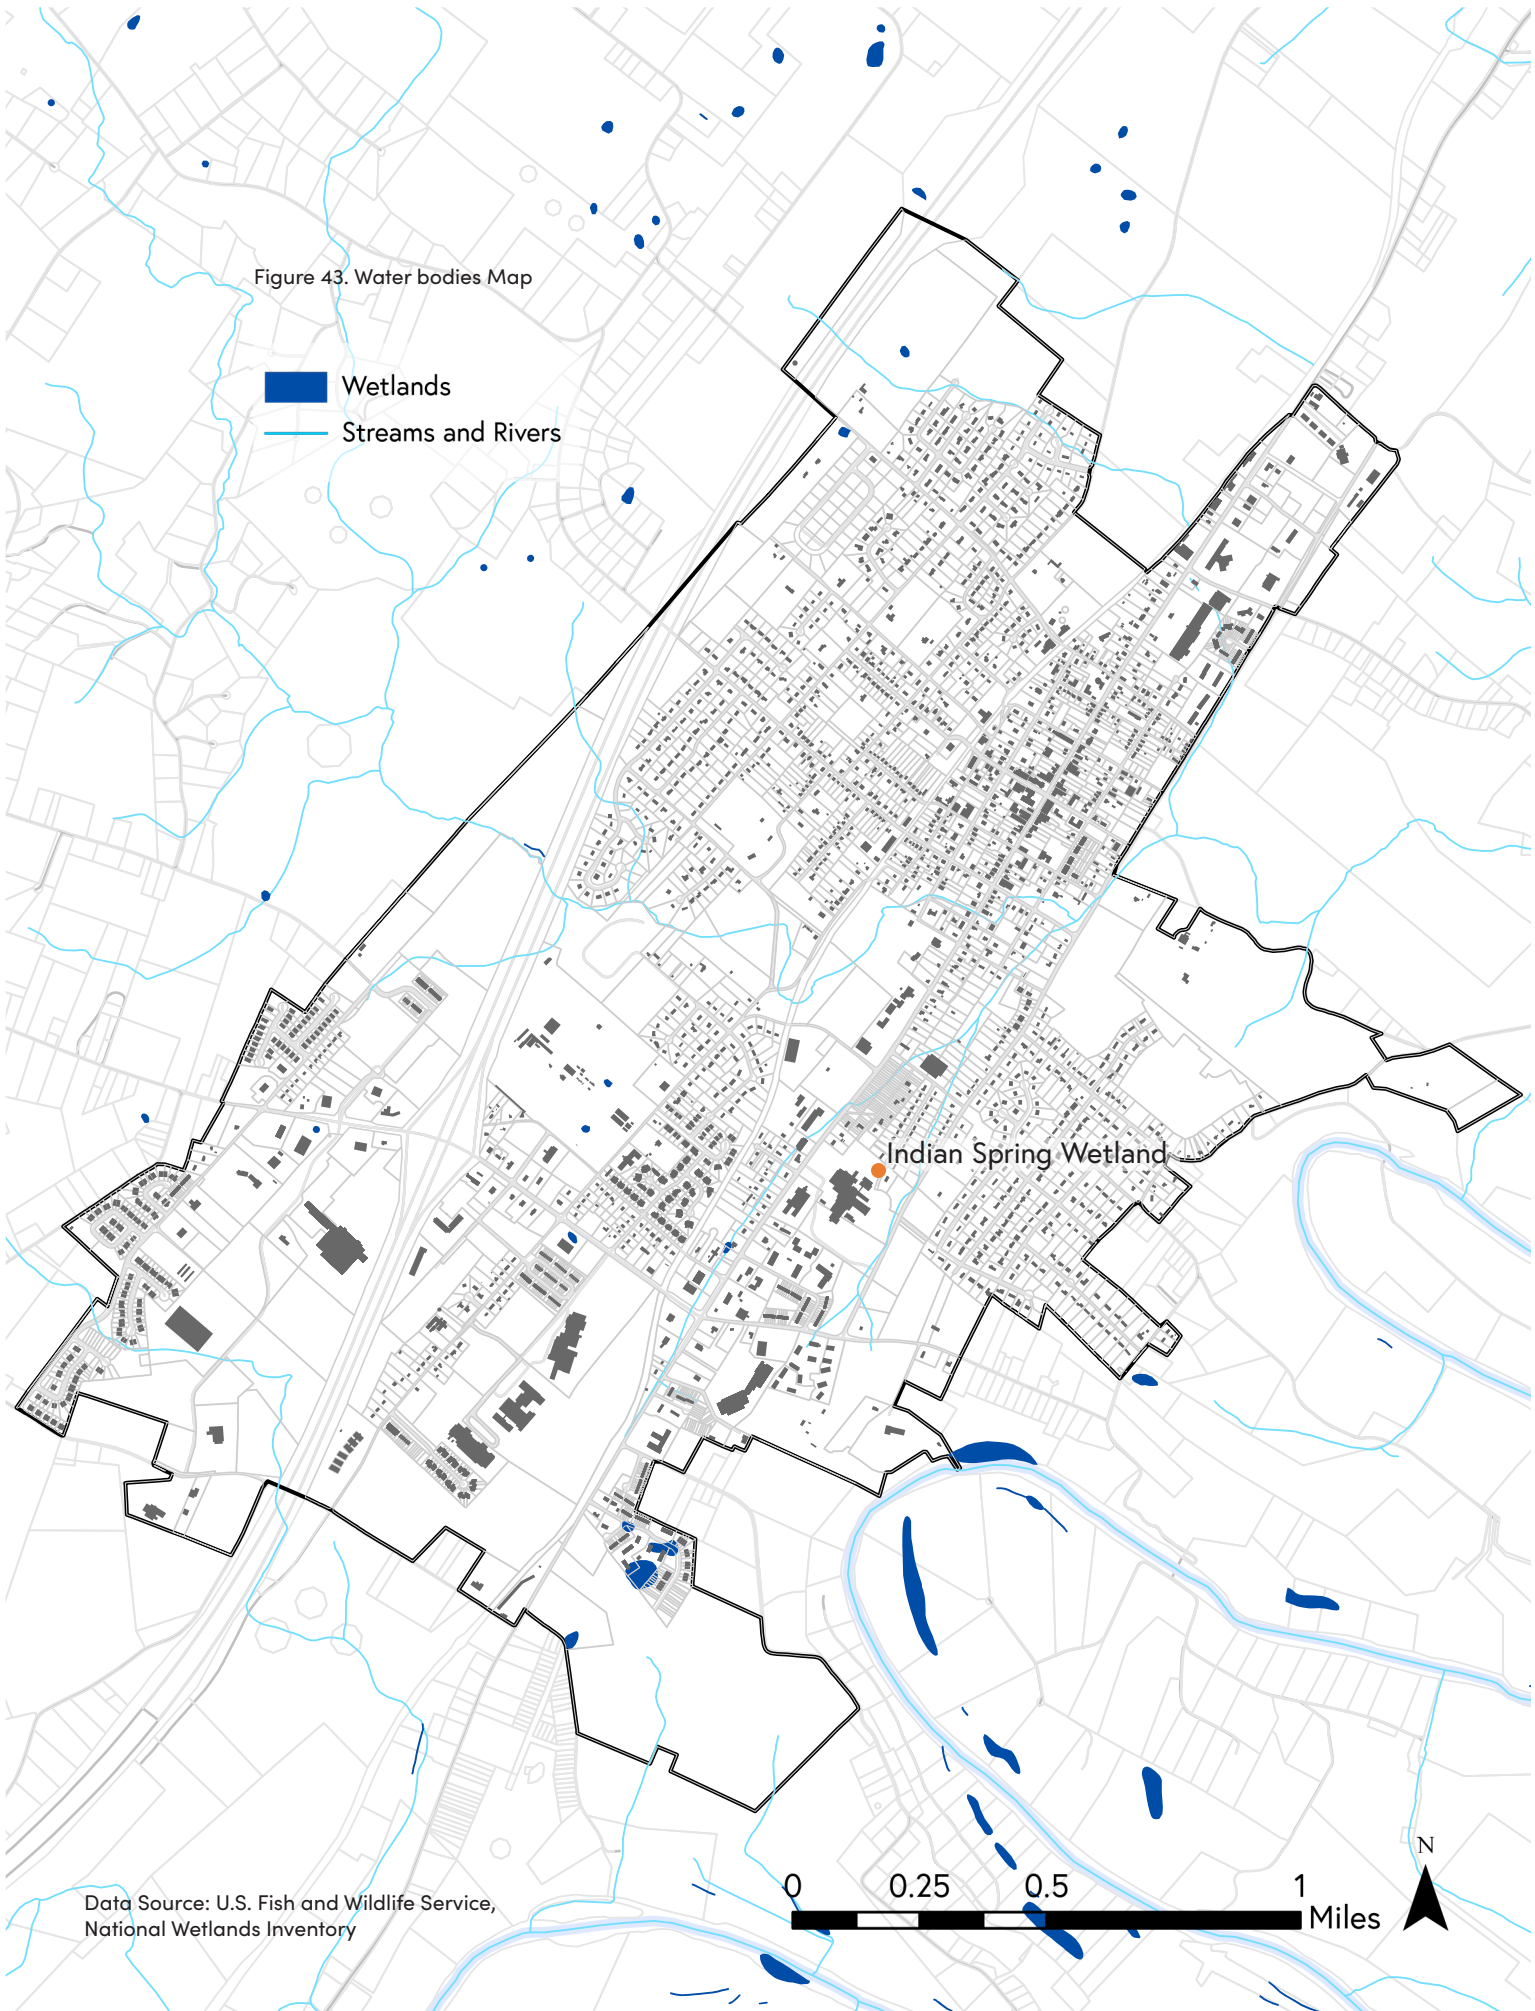 Figure 43. Water bodies Map
Wetlands
Streams and Rivers
Indian Spring Wetland
N
0 0.25 0.5 1
Miles
Data Source: U.S. Fish and Wildlife Service,
National Wetlands Inventory